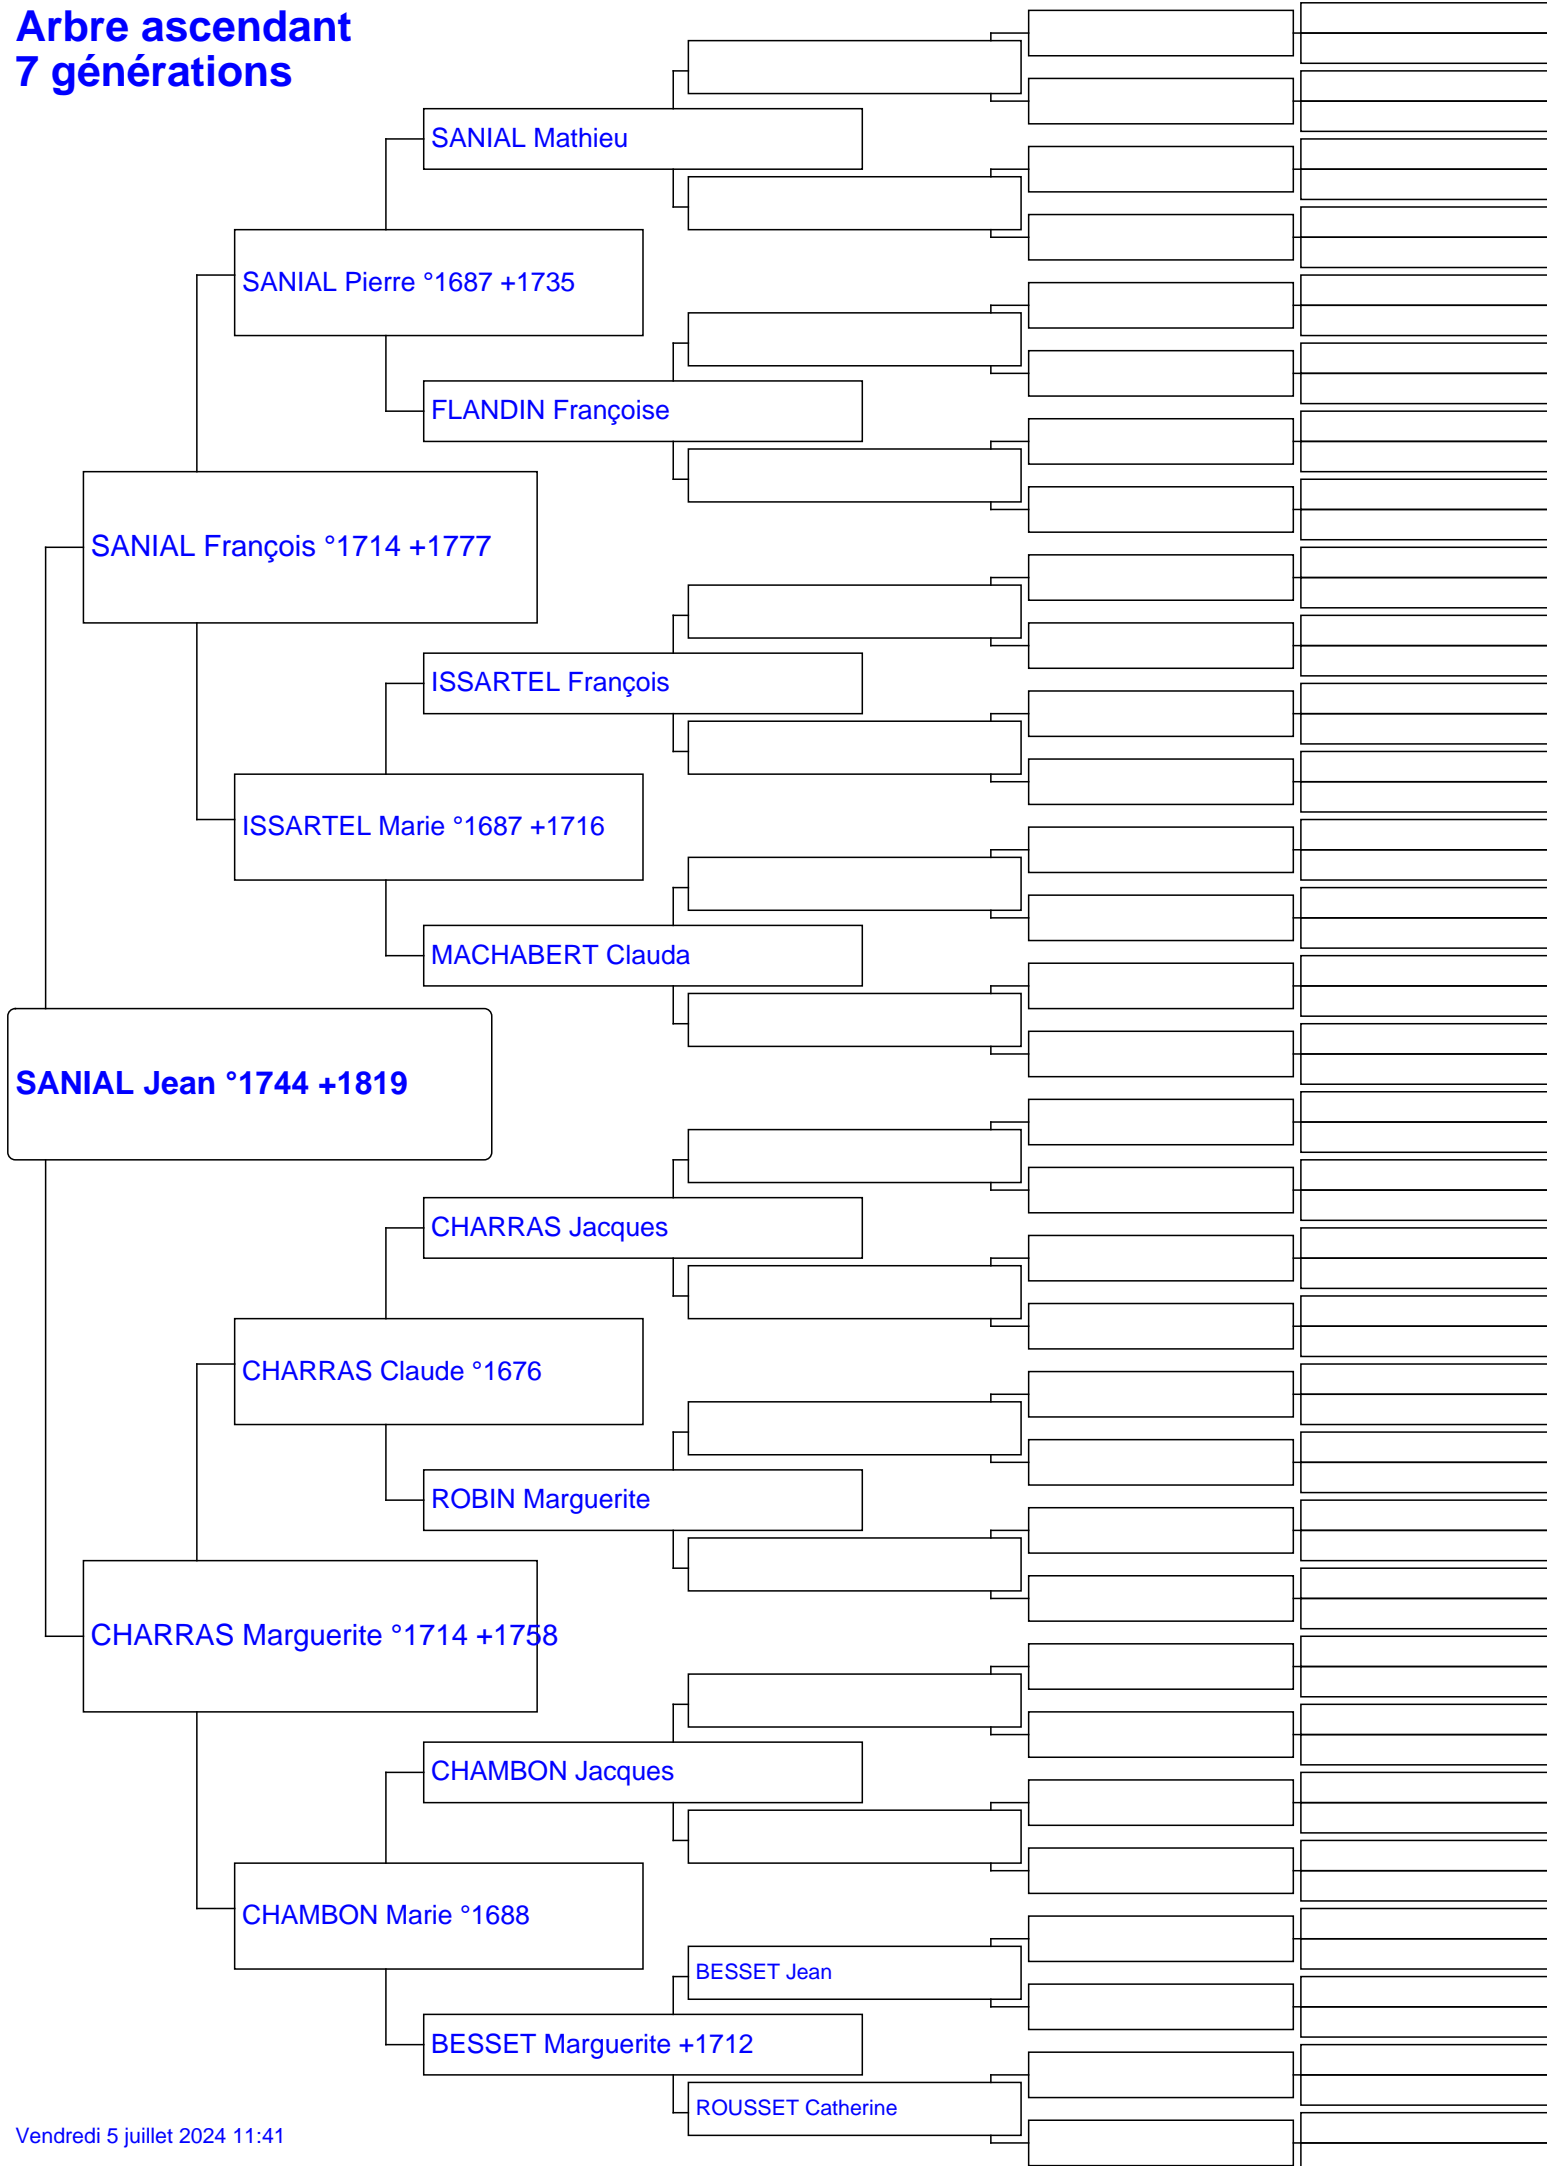 Arbre ascendant
7 générations
SANIAL Mathieu
SANIAL Pierre °1687 +1735
FLANDIN Françoise
SANIAL François °1714 +1777
ISSARTEL François
ISSARTEL Marie °1687 +1716
MACHABERT Clauda
SANIAL Jean °1744 +1819
CHARRAS Jacques
CHARRAS Claude °1676
ROBIN Marguerite
CHARRAS Marguerite °1714 +1758
CHAMBON Jacques
CHAMBON Marie °1688
BESSET Jean
BESSET Marguerite +1712
ROUSSET Catherine
Vendredi 5 juillet 2024 11:41